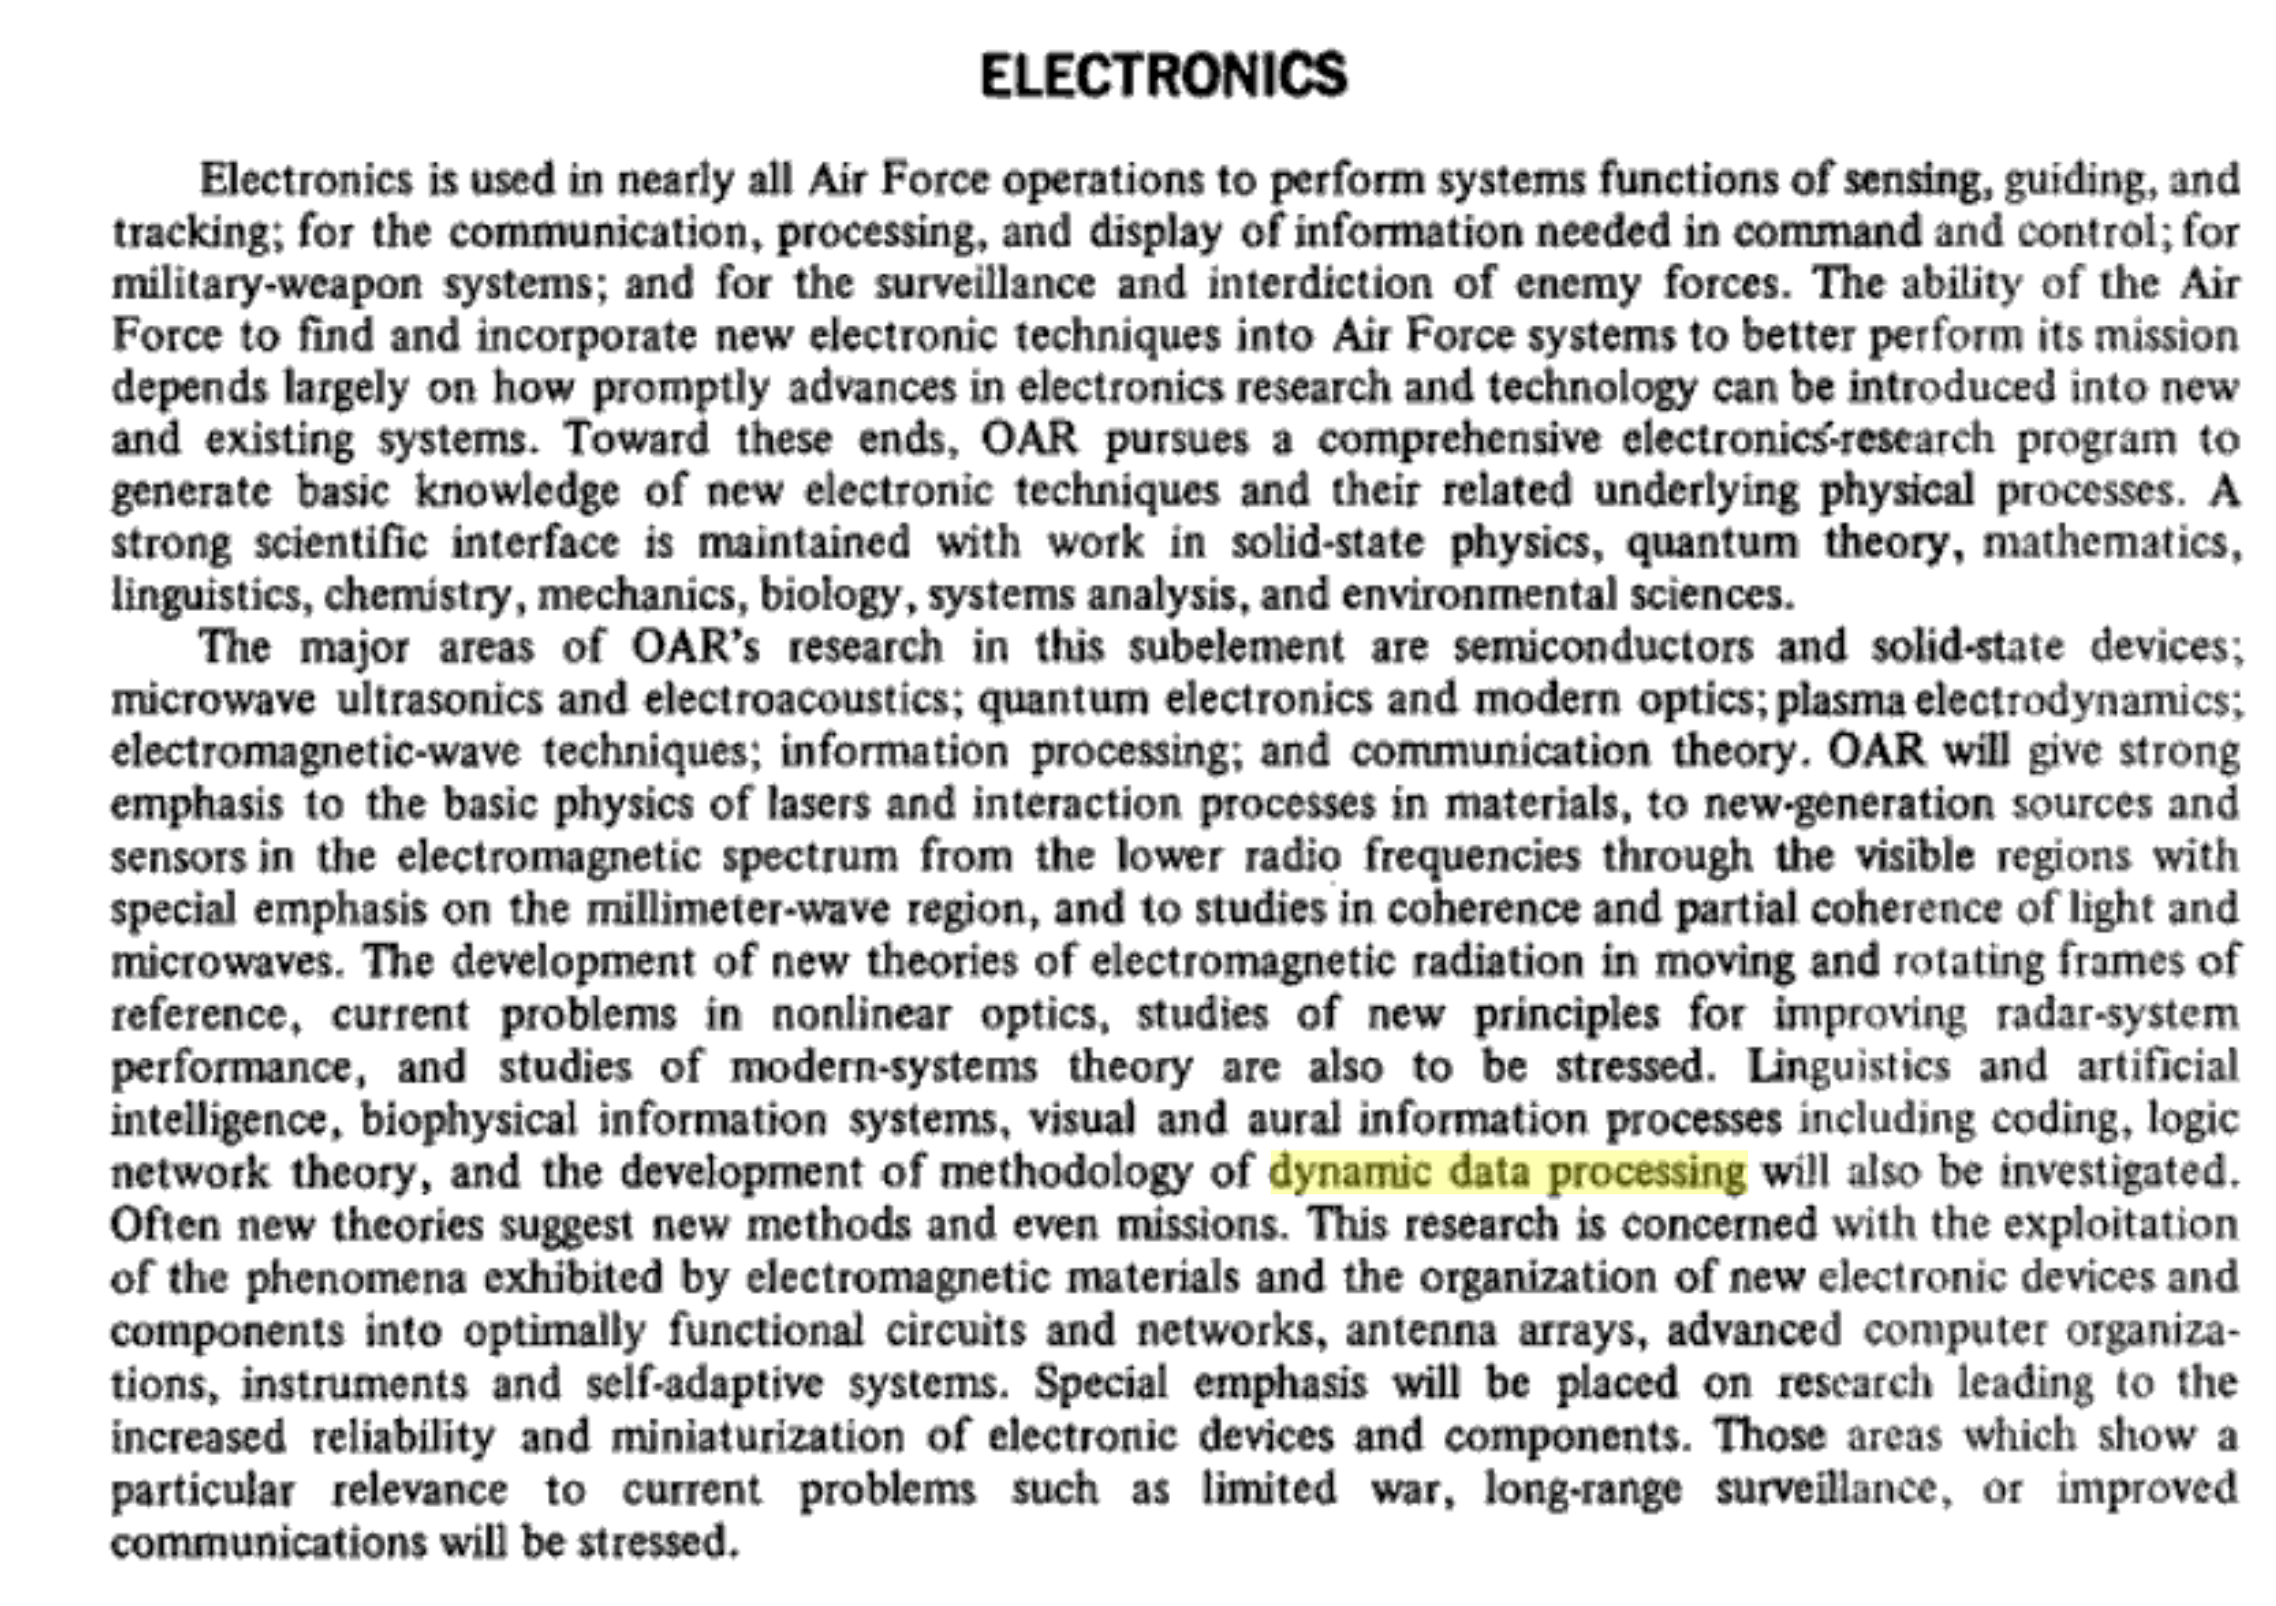 ELECTRONICS
Electronics is used in nearly all Air Force operations to perform systems functions of sensing, guiding, and
tracking; for the communication, processing, and display of information needed in command and control; for
military-weapon systems; and for the surveillance and interdiction of enemy forces. The ability of the Air
Force to find and incorporate new electronic techniques into Air Force systems to better perform its mission
depends largely on how promptly advances in electronics research and technology can be introduced into new
and existing systems. Toward these ends, OAR pursues a comprehensive electronics-research program to
generate basic knowledge of new electronic techniques and their related underlying physical processes. A
strong scientific interface is maintained with work in solid-state physics, quantum theory, mathematics,
linguistics, chemistry, mechanics, biology, systems analysis, and environmental sciences.
The major areas of OAR's research in this subelement are semiconductors and solid-state devices;
microwave ultrasonics and electroacoustics; quantum electronics and modern optics; plasma electrodynamics;
electromagnetic-wave techniques; information processing; and communication theory. OAR will give strong
emphasis to the basic physics of lasers and interaction processes in materials, to new-generation sources and
sensors in the electromagnetic spectrum from the lower radio frequencies through the visible regions with
special emphasis on the millimeter-wave region, and to studies in coherence and partial coherence of light and
microwaves. The development of new theories of electromagnetic radiation in moving and rotating frames of
reference, current problems in nonlinear optics, studies of new principles for improving radar-system
performance, and studies of modern-systems theory are also to be stressed. Linguistics and artificial
intelligence, biophysical information systems, visual and aural information processes including coding, logic
network theory, and the development of methodology of dynamic data processing will also be investigated.
Often new theories suggest new methods and even missions. This research is concerned with the exploitation
of the phenomena exhibited by electromagnetic materials and the organization of new electronic devices and
components into optimally functional circuits and networks, antenna arrays, advanced computer organiza-
tions, instruments and self-adaptive systems. Special emphasis will be placed on research leading to the
increased reliability and miniaturization of electronic devices and components. Those areas which show a
particular relevance to current problems such as limited war, long-range surveillance, or improved
communications will be stressed.